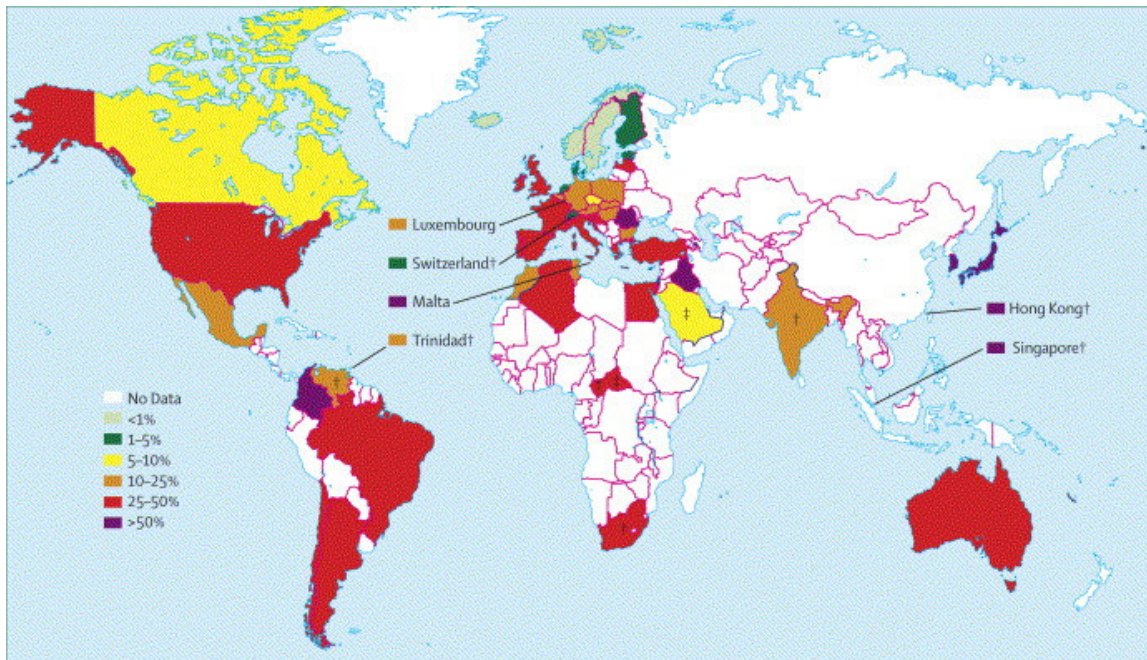 Luxembourg
Switzerland†
Malta
Trinidad†
Hong Kong†
Singapore†
‡
†
†
†
No Data
<1%
1–5%
5–10%
10–25%
25–50%
>50%